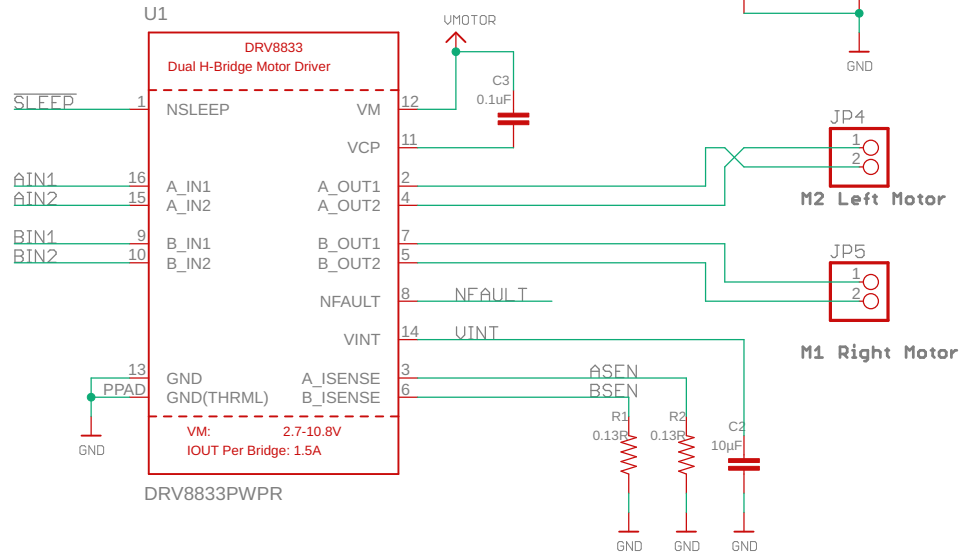 U1
VMOTOR
DRV8833
Dual H-Bridge Motor Driver
GND
C3
0.1uF
SLEEP
1
NSLEEP
VM
12
VCP
11
JP4
1
2
M2 Left Motor
AIN1
16
A_IN1
A_OUT1
2
AIN2
15
A_IN2
A_OUT2
4
BIN1
9
B_IN1
B_OUT1
7
BIN2
10
B_IN2
B_OUT2
5
JP5
1
2
M1 Right Motor
NFAULT
8
NFAULT
VINT
14
VINT
13
GND
A_ISENSE
3
ASEN
PPAD
GND(THRML)
B_ISENSE
6
BSEN
GND
VM: 2.7-10.8V
IOUT Per Bridge: 1.5A
R1
0.13R
R2
0.13R
C2
10µF
DRV8833PWPR
GND
GND
GND